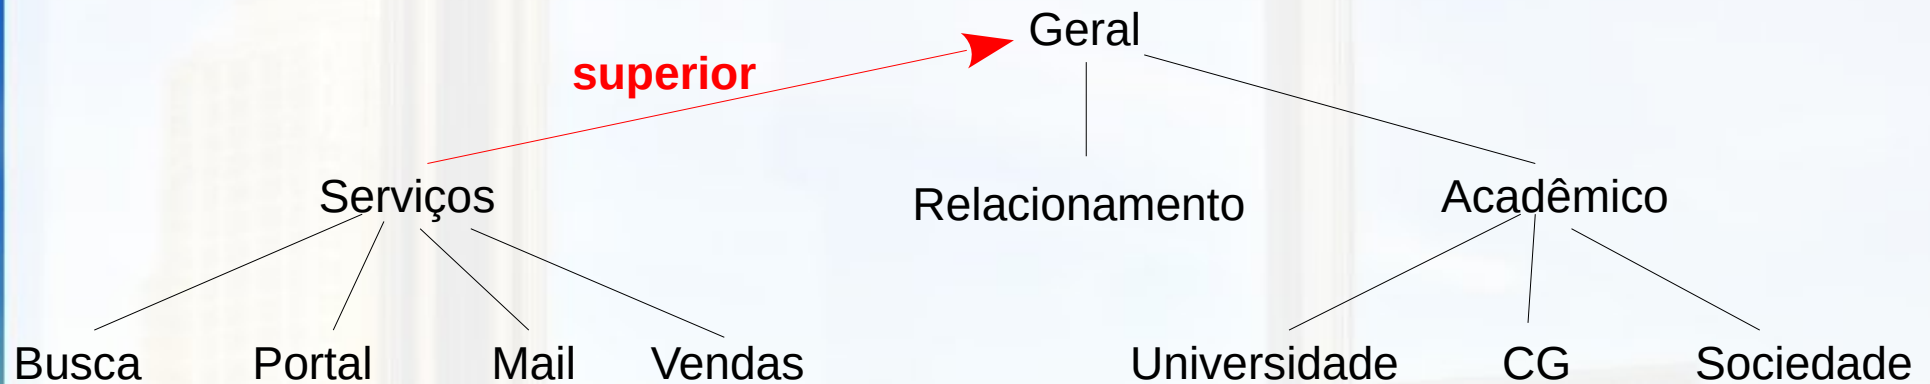 Geral
superior
Serviços
Relacionamento
Acadêmico
Busca
Portal
Mail
Vendas
Universidade
CG
Sociedade